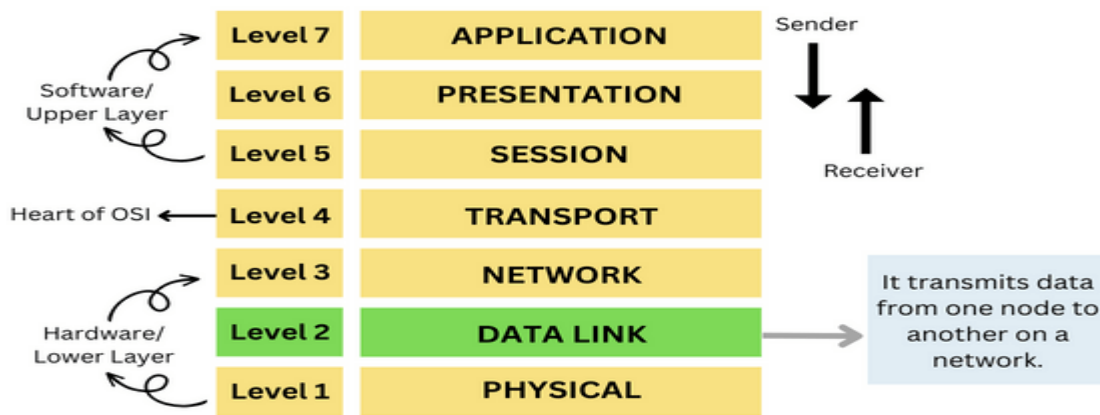 Level 7 APPLICATION
Level 6 PRESENTATION
Level 5 SESSION
Level 4 TRANSPORT
Level 3 NETWORK
Level 2 DATA LINK
Level 1 PHYSICAL
Software/
Upper Layer
Heart of OSI
Hardware/
Lower Layer
Sender
Receiver
It transmits data
from one node to
another on a
network.